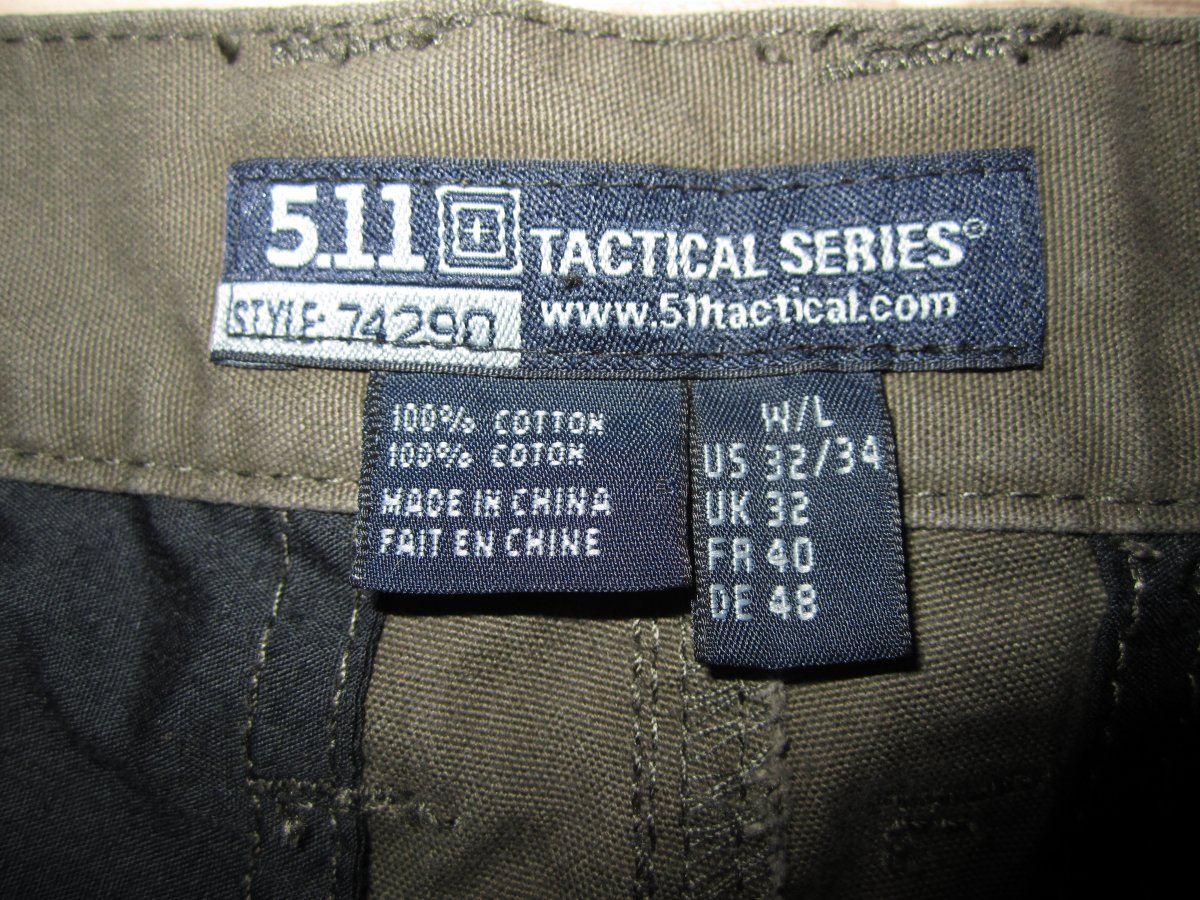 5.11 TACTICAL SERIES®
STYLE: 74290 www.511tactical.com
100% COTTON
100% COTON
MADE IN CHINA
FAIT EN CHINE
W/L
US 32/34
UK 32
FR 40
DE 48